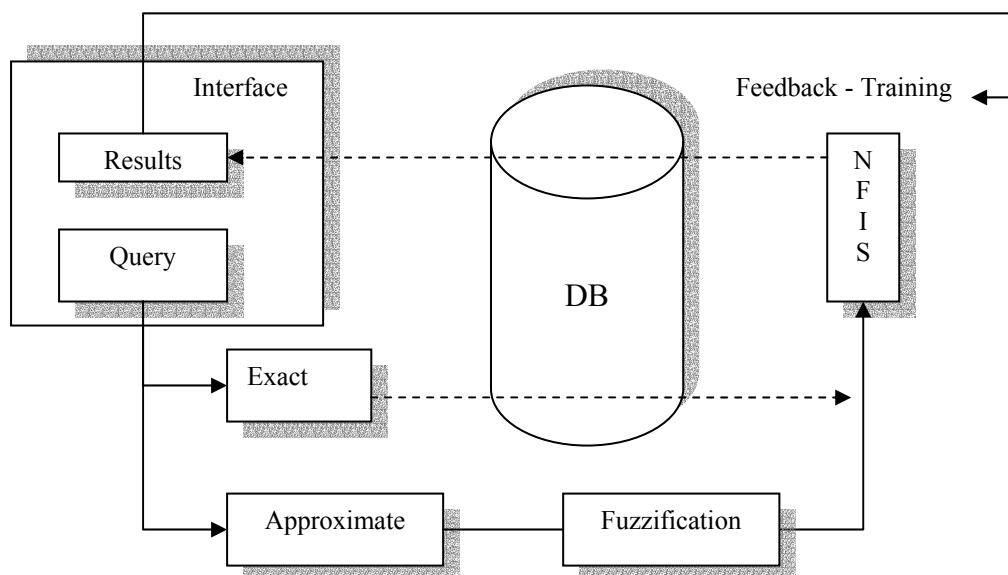 Interface
Feedback - Training
Results
N
F
I
S
Query
DB
Exact
Approximate
Fuzzification